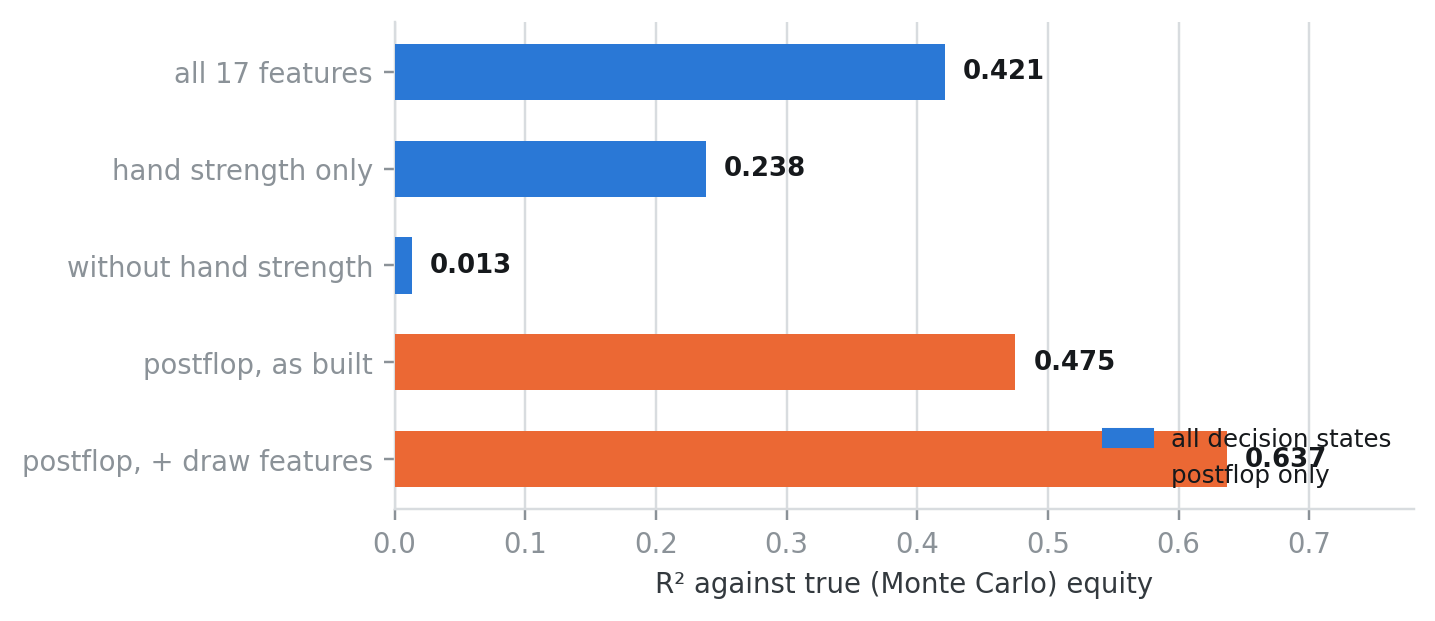 all 17 features
0.421
hand strength only
0.238
without hand strength
0.013
postflop, as built
0.475
postflop, + draw features
0.637
all decision states
postflop only
0.0 0.1 0.2 0.3 0.4 0.5 0.6 0.7
R² against true (Monte Carlo) equity